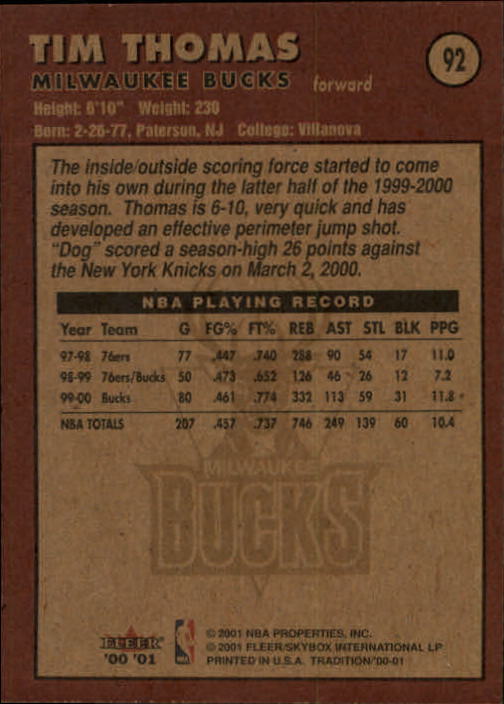 TIM THOMAS
92
MILWAUKEE BUCKS forward
Height: 6'10" Weight: 230
Born: 2-26-77, Paterson, NJ College: Villanova
The inside/outside scoring force started to come
into his own during the latter half of the 1999-2000
season. Thomas is 6-10, very quick and has
developed an effective perimeter jump shot.
"Dog" scored a season-high 26 points against
the New York Knicks on March 2, 2000.
NBA PLAYING RECORD
Year Team G FG% FT% REB AST STL BLK PPG
97-98 76ers 77 .447 .740 288 90 54 17 11.0
98-99 76ers/Bucks 50 .473 .652 126 46 26 12 7.2
99-00 Bucks 80 .461 .774 332 113 59 31 11.8
NBA TOTALS 207 .457 .737 746 249 139 60 10.4
MILWAUKEE
BUCKS
FLEER
'00 '01
NBA
© 2001 NBA PROPERTIES, INC.
© 2001 FLEER/SKYBOX INTERNATIONAL LP
PRINTED IN U.S.A. TRADITION/'00-01